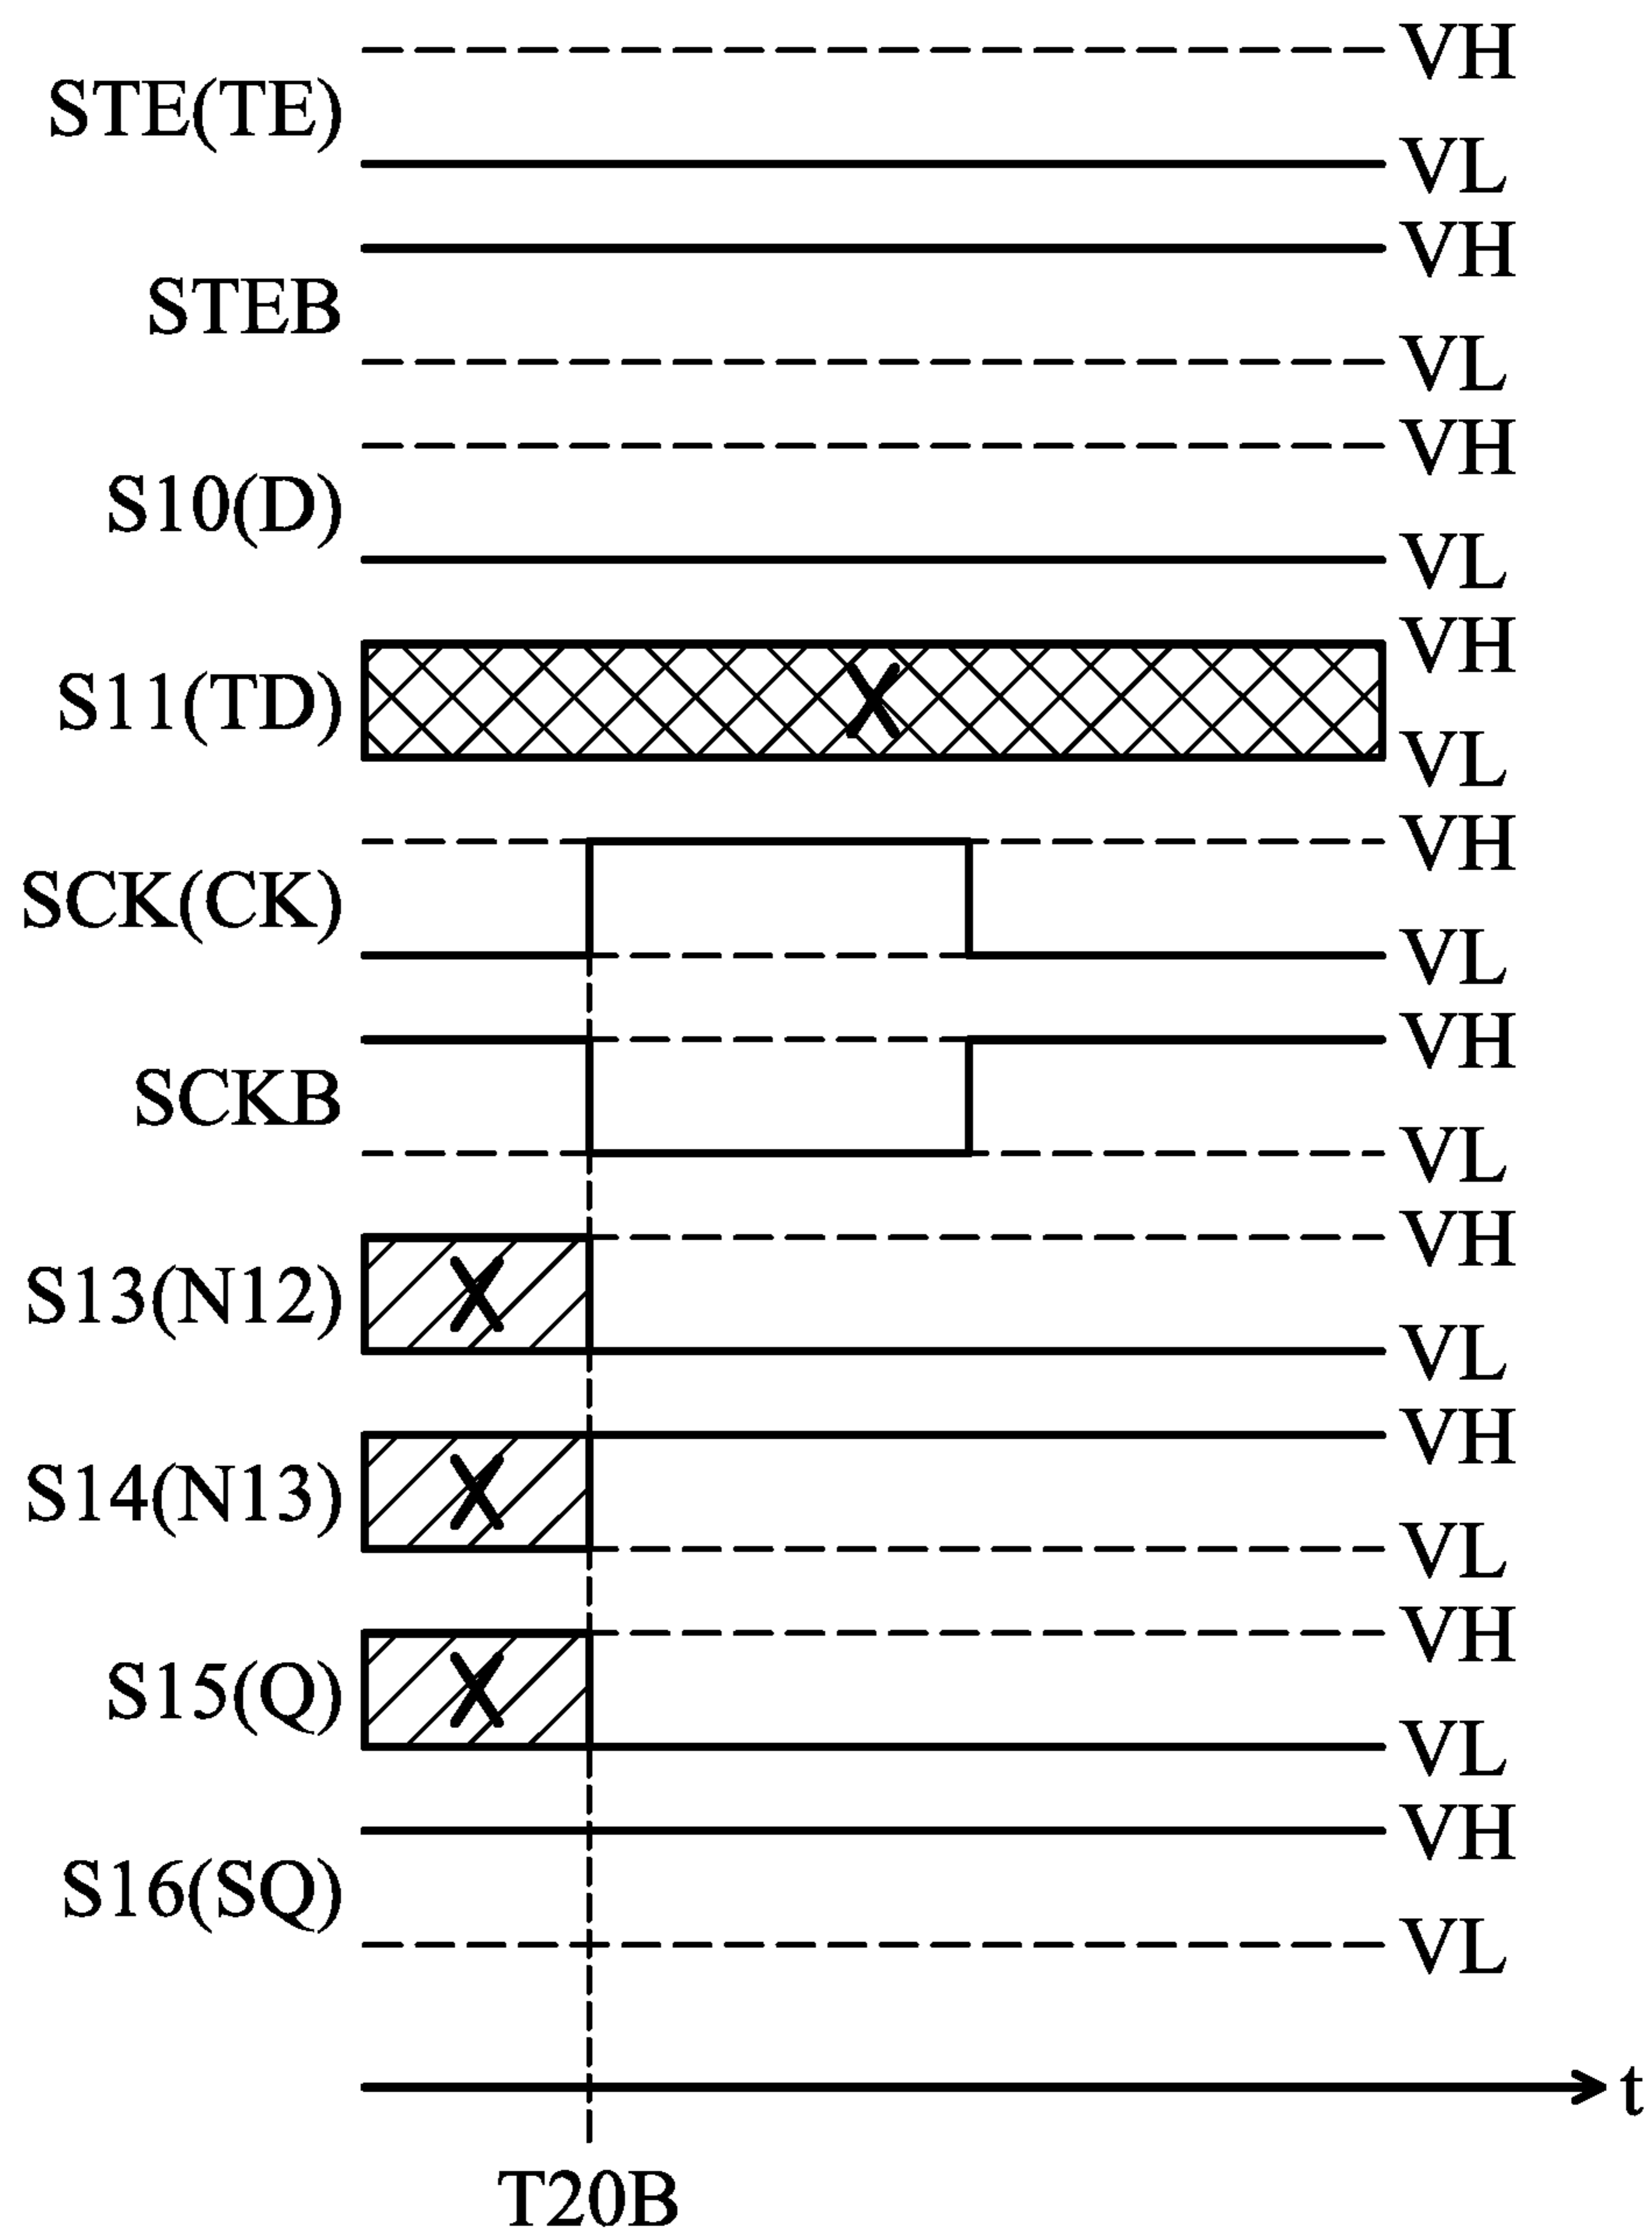 VH
STE(TE)
VL
VH
STEB
VL
VH
S10(D)
VL
VH
S11(TD) X
VL
VH
SCK(CK)
VL
VH
SCKB
VL
VH
S13(N12) X
VL
VH
S14(N13) X
VL
VH
S15(Q) X
VL
VH
S16(SQ)
VL
t
T20B